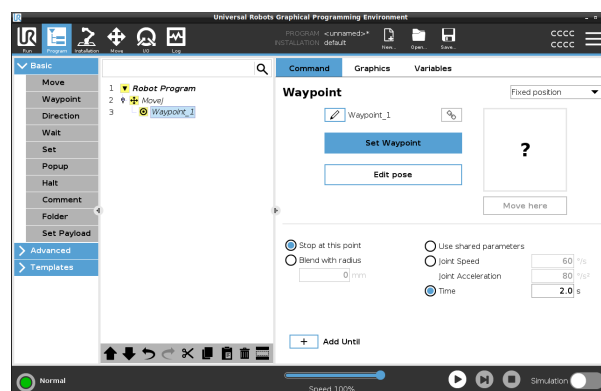 Universal Robots Graphical Programming Environment
Run Program Installation Move I/O Log
PROGRAM <unnamed>*
INSTALLATION default
New... Open... Save...
CCCC
CCCC
Basic
Move
Waypoint
Direction
Wait
Set
Popup
Halt
Comment
Folder
Set Payload
Advanced
Templates
1 Robot Program
2 MoveJ
3 Waypoint_1
Command Graphics Variables
Waypoint
Fixed position
Waypoint_1
Set Waypoint
Edit pose
?
Move here
Stop at this point
Blend with radius
0 mm
Use shared parameters
Joint Speed 60 °/s
Joint Acceleration 80 °/s²
Time 2.0 s
+ Add Until
Normal
Speed 100%
Simulation